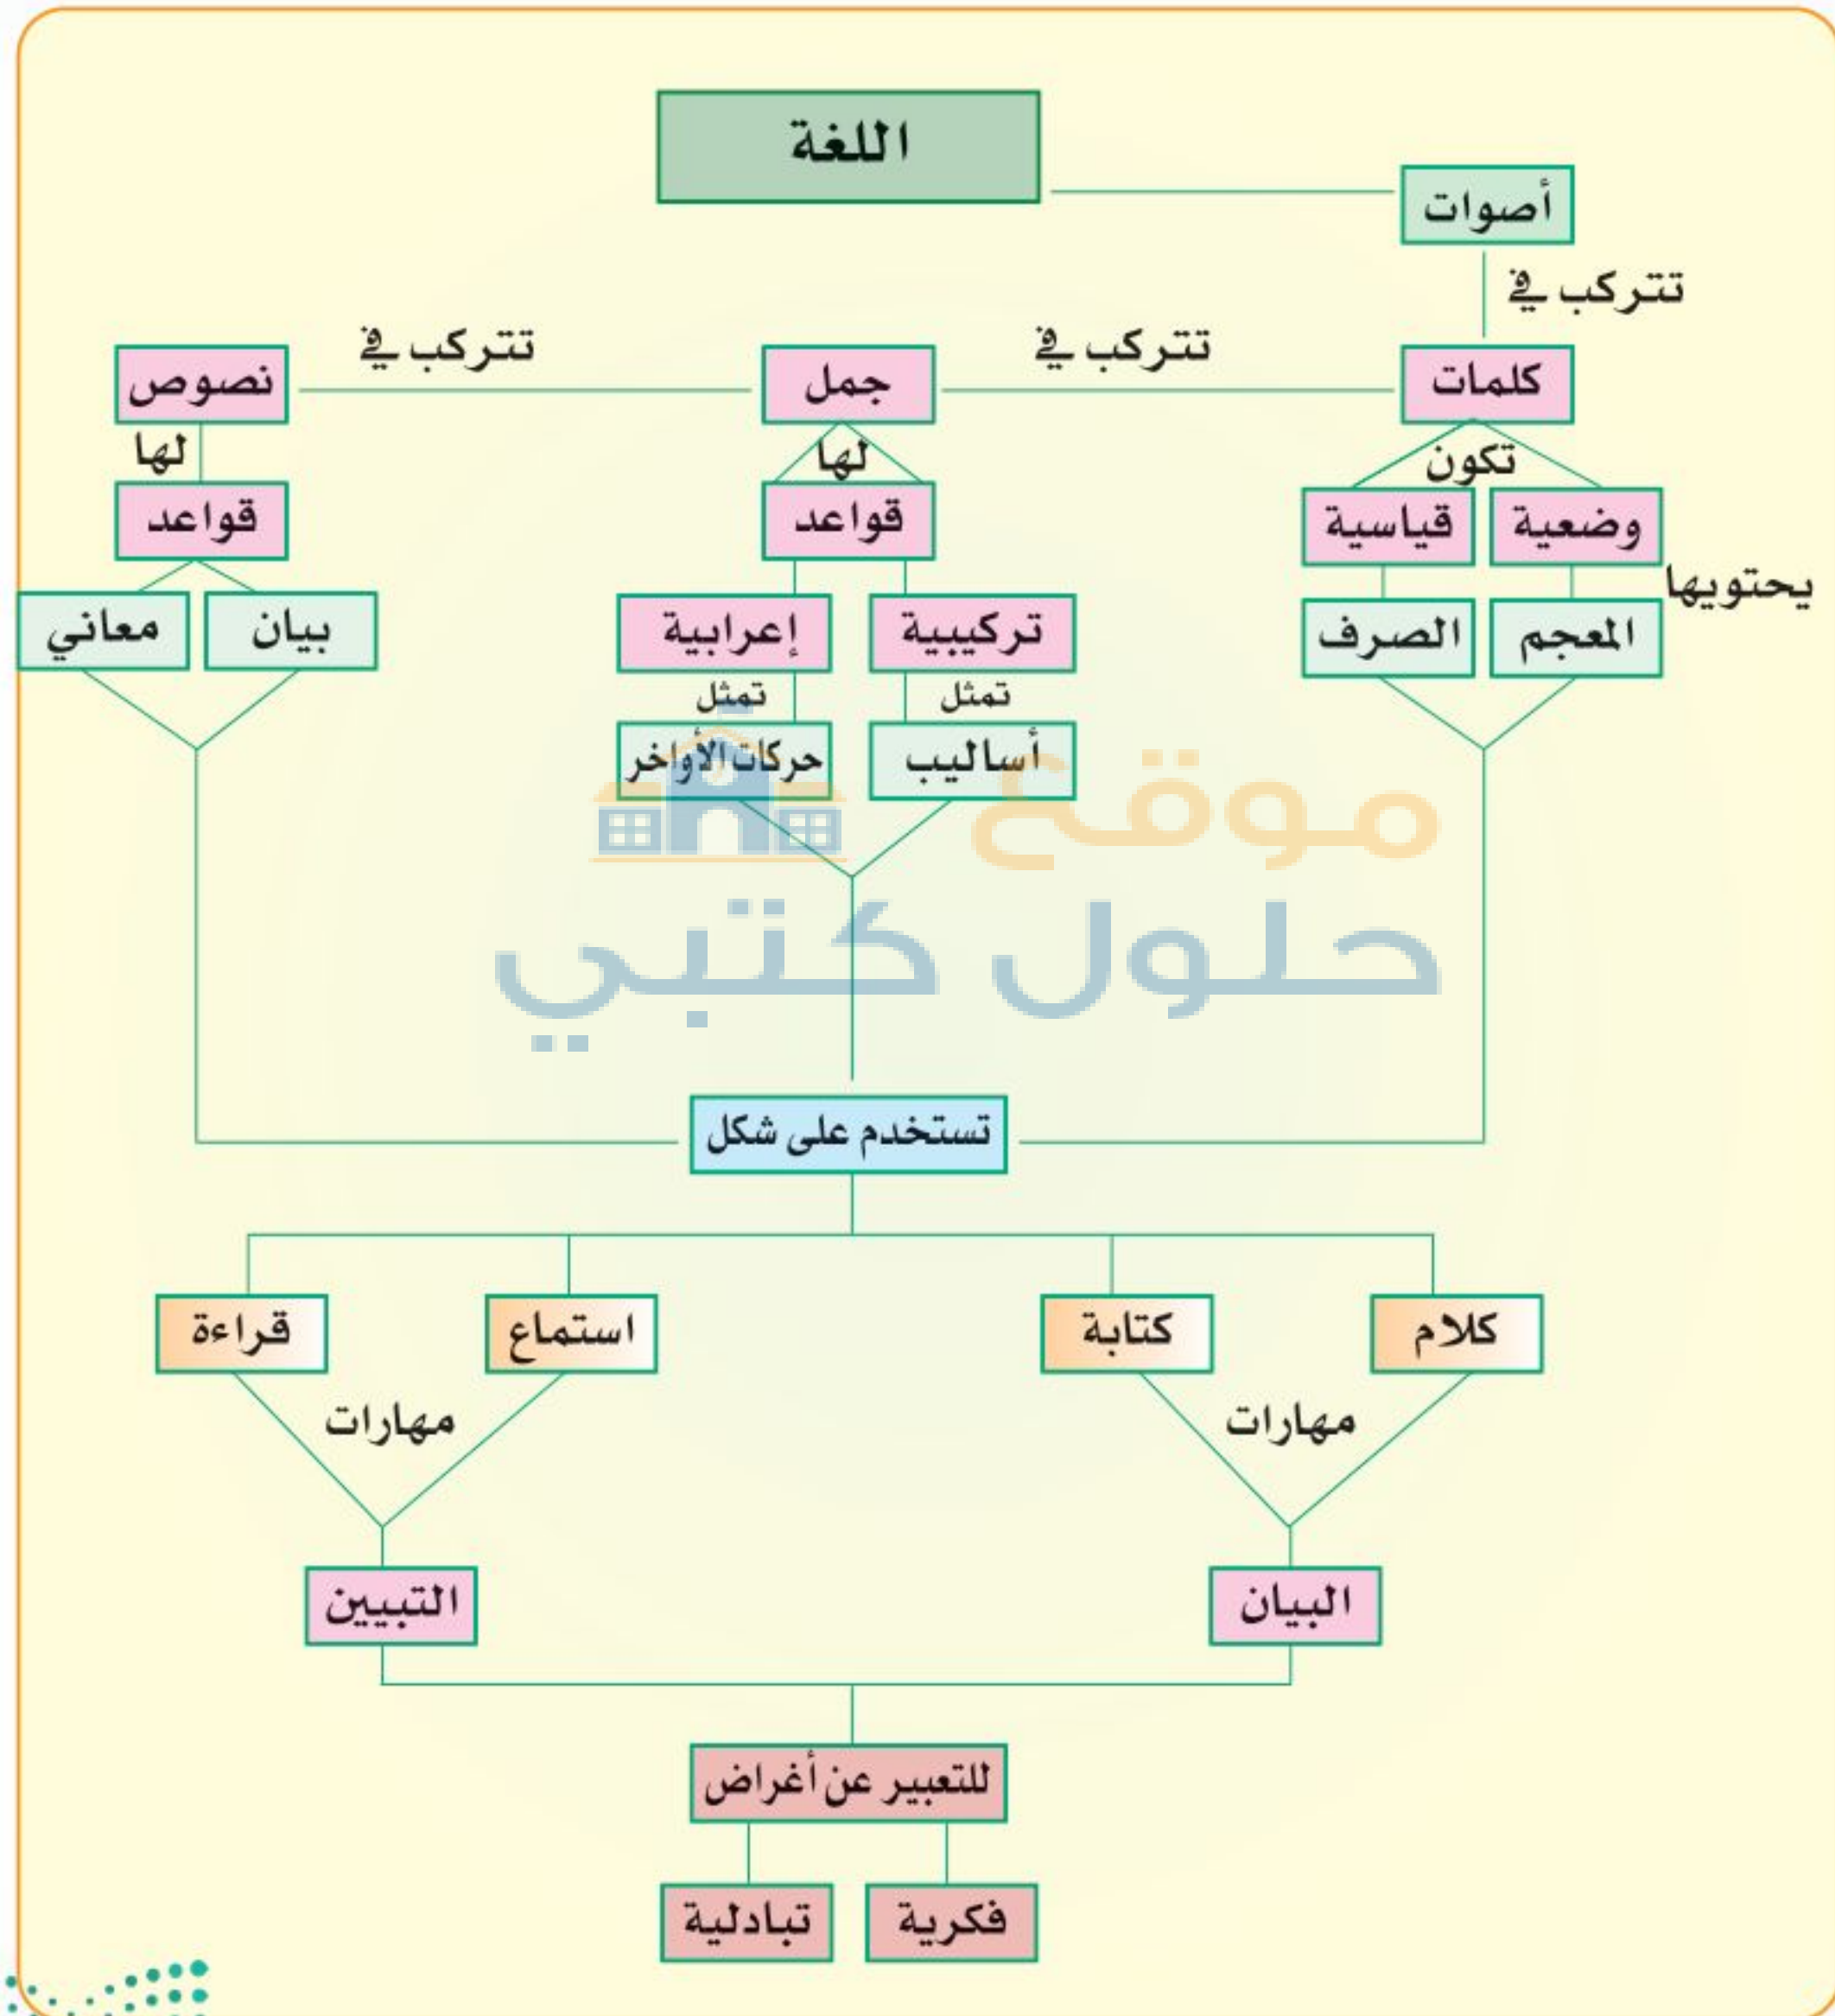 اللغة
أصوات
تتركب في
كلمات
تتركب في
جمل
تتركب في
نصوص
تكون
لها
لها
وضعية
قياسية
قواعد
قواعد
يحتويها
المعجم
الصرف
تركيبية
إعرابية
بيان
معاني
تمثل
تمثل
أساليب
حركات الأواخر
موقع
حلول كتبي
تستخدم على شكل
كلام
كتابة
استماع
قراءة
مهارات
مهارات
البيان
التبيين
للتعبير عن أغراض
فكرية
تبادلية